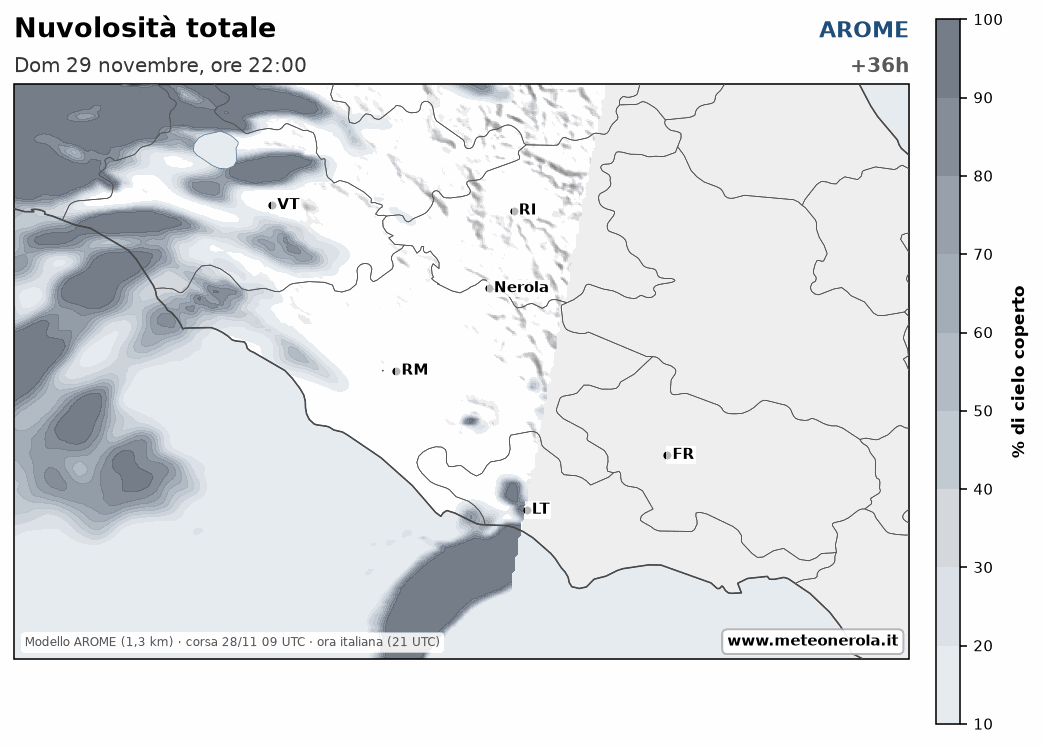 Nuvolosità totale
AROME
Dom 29 novembre, ore 22:00
+36h
100
90
80
70
60
50
40
30
20
10
% di cielo coperto
VT
RI
Nerola
RM
FR
LT
Modello AROME (1,3 km) · corsa 28/11 09 UTC · ora italiana (21 UTC)
www.meteonerola.it